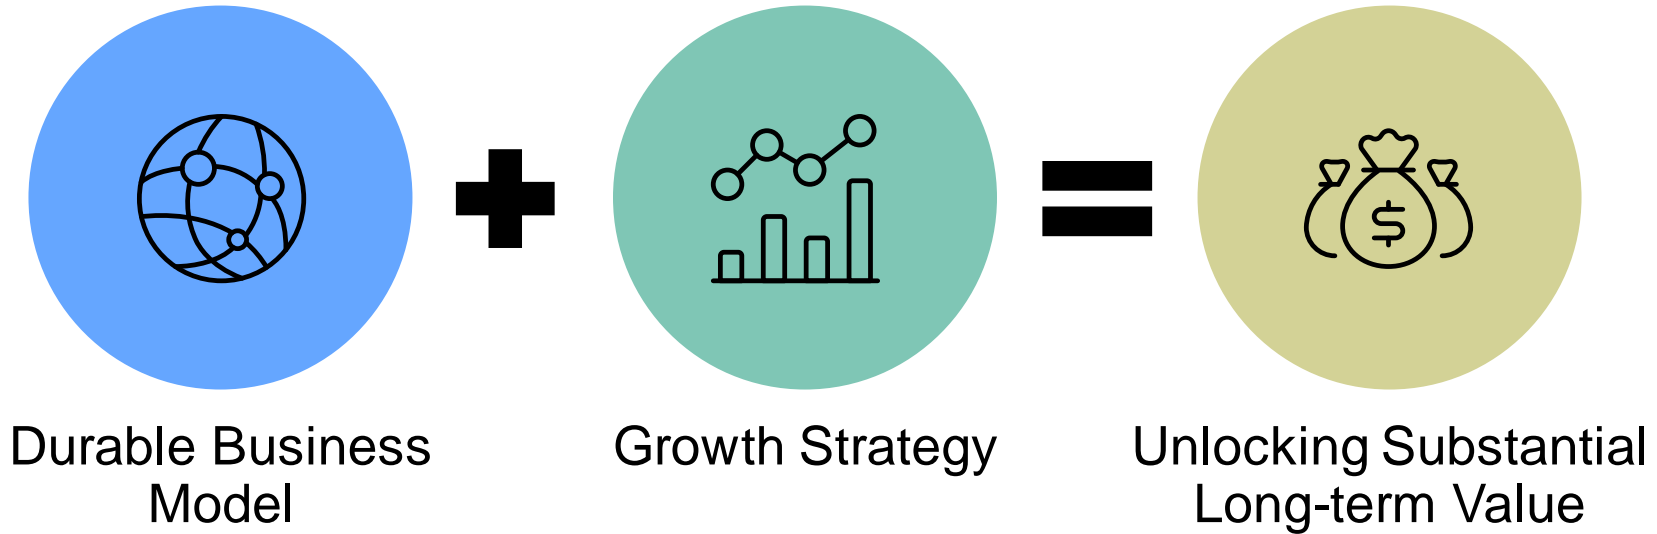 $
Durable Business
Model
Growth Strategy
Unlocking Substantial
Long-term Value